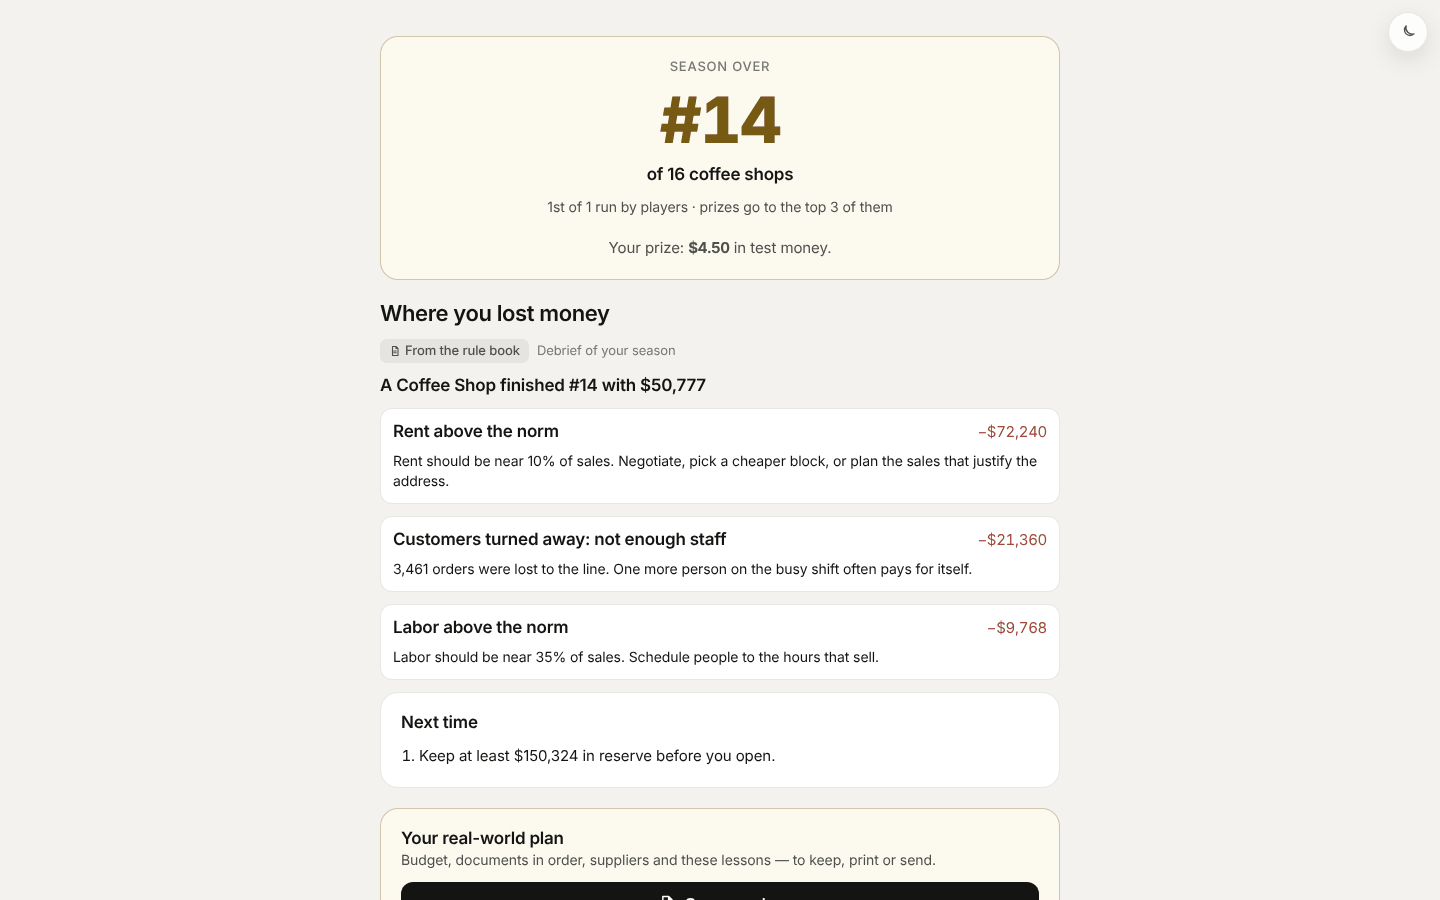 SEASON OVER
#14
of 16 coffee shops
1st of 1 run by players · prizes go to the top 3 of them
Your prize: $4.50 in test money.
Where you lost money
From the rule book Debrief of your season
A Coffee Shop finished #14 with $50,777
Rent above the norm −$72,240
Rent should be near 10% of sales. Negotiate, pick a cheaper block, or plan the sales that justify the
address.
Customers turned away: not enough staff −$21,360
3,461 orders were lost to the line. One more person on the busy shift often pays for itself.
Labor above the norm −$9,768
Labor should be near 35% of sales. Schedule people to the hours that sell.
Next time
1. Keep at least $150,324 in reserve before you open.
Your real-world plan
Budget, documents in order, suppliers and these lessons — to keep, print or send.